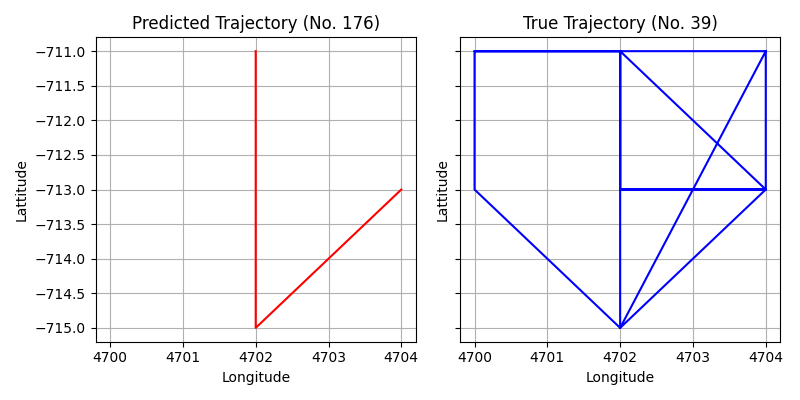 Predicted Trajectory (No. 176)
−711.0
−711.5
−712.0
−712.5
−713.0
−713.5
−714.0
−714.5
−715.0
Lattitude
4700 4701 4702 4703 4704
Longitude
True Trajectory (No. 39)
Lattitude
4700 4701 4702 4703 4704
Longitude